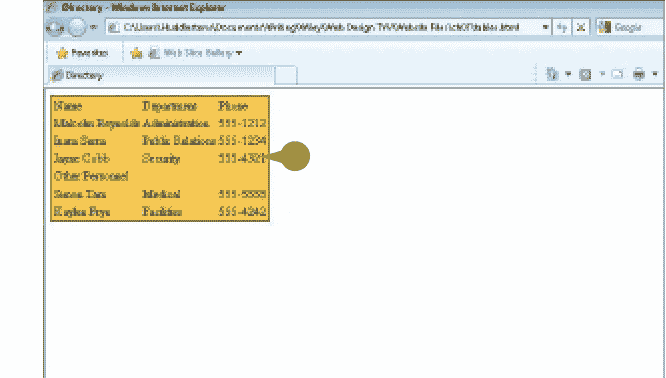 Directory - Windows Internet Explorer
Google
Favorites Web Slice Gallery
Directory
Name Department Phone
Malcolm Reynolds Administration 555-1212
Inara Serra Public Relations 555-1234
Jayne Cobb Security 555-4321
Other Personnel
Simon Tam Medical 555-5555
Kaylee Frye Facilities 555-4242